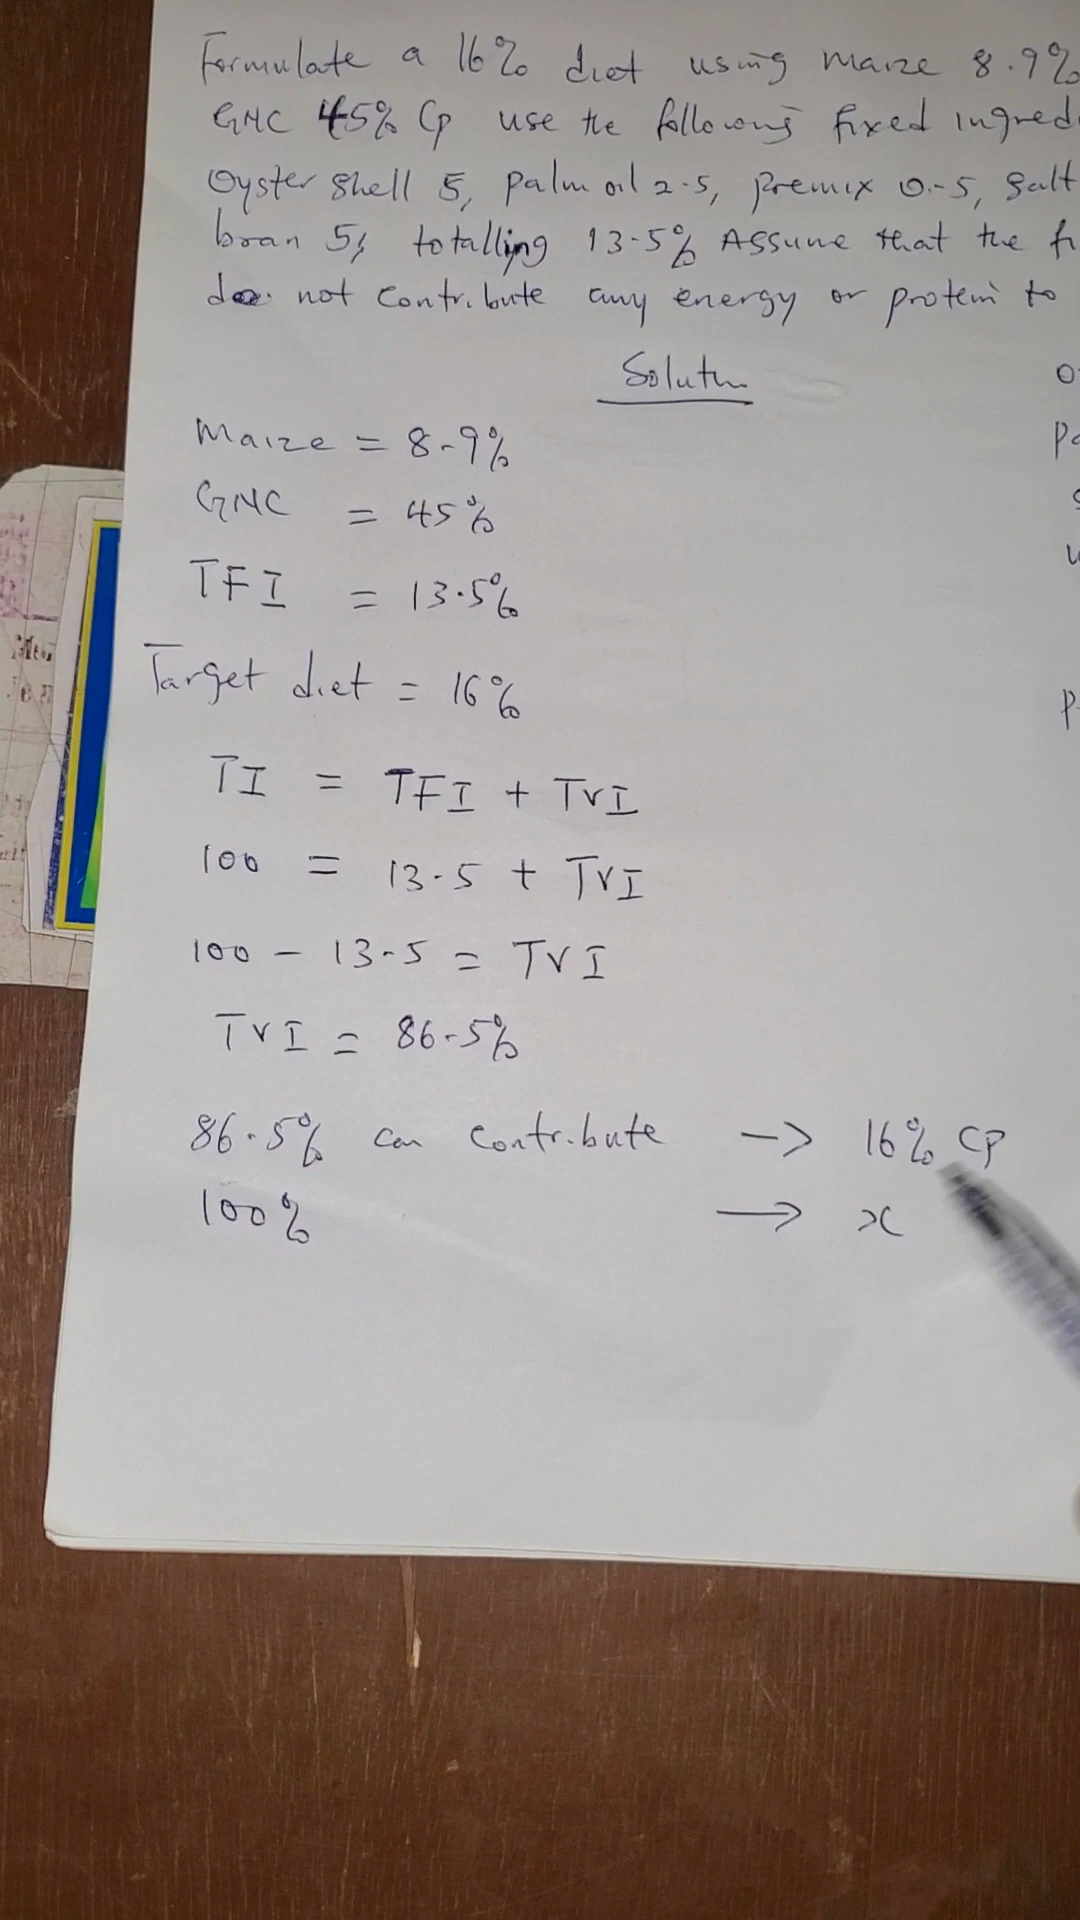 Formulate a 16% diet using maize 8.9%
GNC 45% Cp use the following fixed ingred
Oyster shell 5, palm oil 2.5, premix 0.5, salt
bran 5, totalling 13.5% Assume that the
do not contribute any energy or protein to
Solutn
Maize = 8.9%
GNC = 45%
TFI = 13.5%
Target diet = 16%
TI = TFI + TVI
100 = 13.5 + TVI
100 - 13.5 = TVI
TVI = 86.5%
86.5% can contribute -> 16% CP
100% -> x